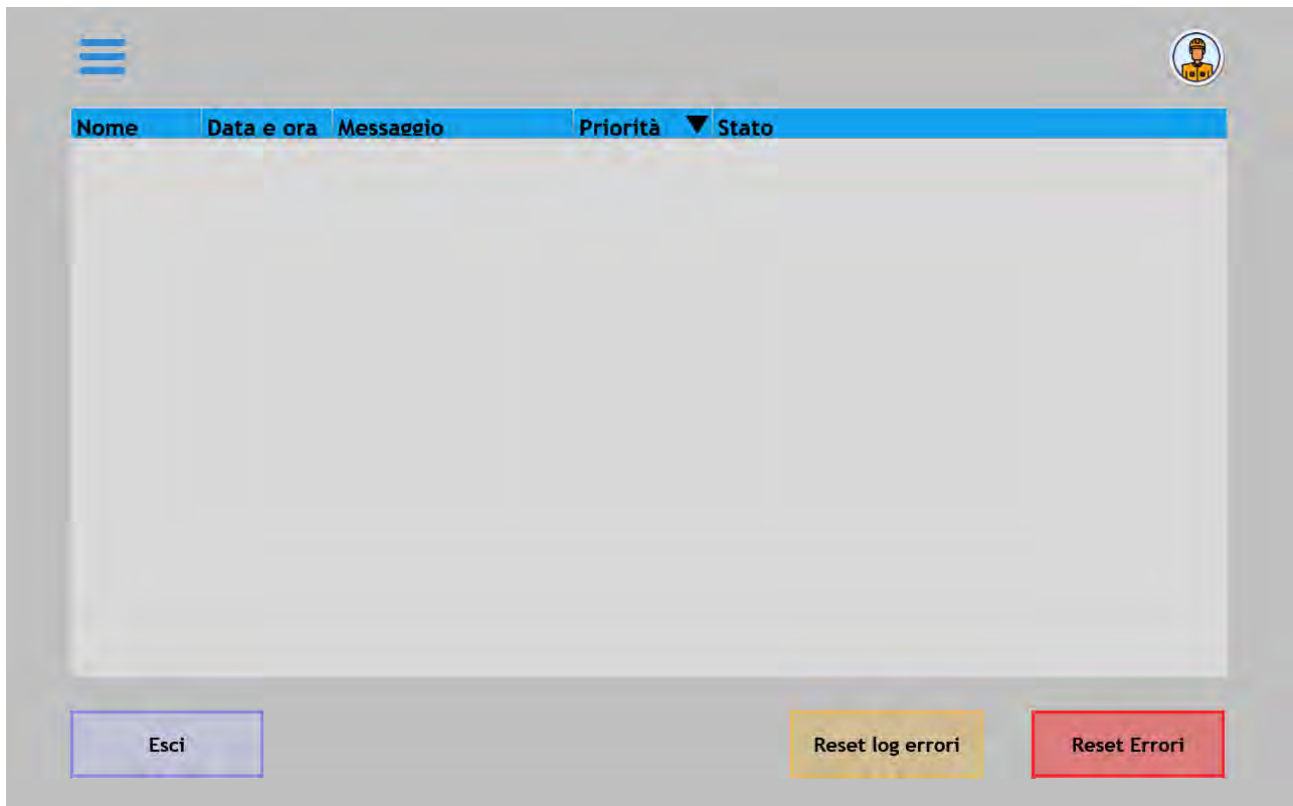 Nome Data e ora Messaggio Priorità ▼ Stato
Esci Reset log errori Reset Errori